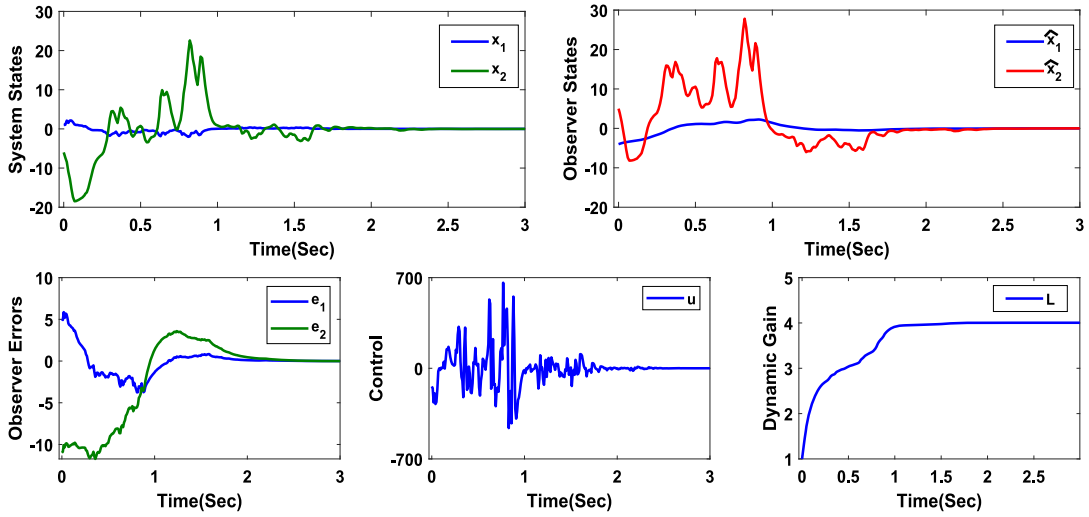 System States
30
20
10
0
-10
-20
0
0.5
1
1.5
2
2.5
3
Time(Sec)
x1
x2
Observer States
30
20
10
0
-10
-20
0
0.5
1
1.5
2
2.5
3
Time(Sec)
x̂1
x̂2
Observer Errors
10
5
0
-5
-10
0
1
2
3
Time(Sec)
e1
e2
Control
700
0
-700
0
1
2
3
Time(Sec)
u
Dynamic Gain
5
4
3
2
1
0
0.5
1
1.5
2
2.5
Time(Sec)
L